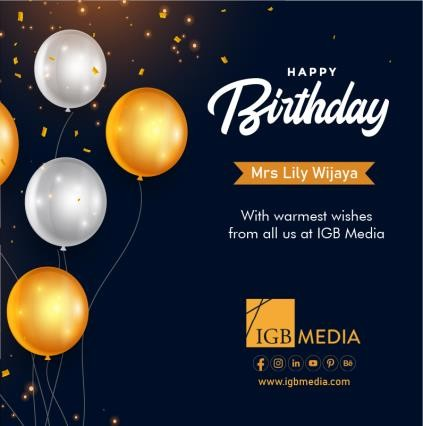 HAPPY
Birthday
Mrs Lily Wijaya
With warmest wishes
from all us at IGB Media
IGB MEDIA
www.igbmedia.com